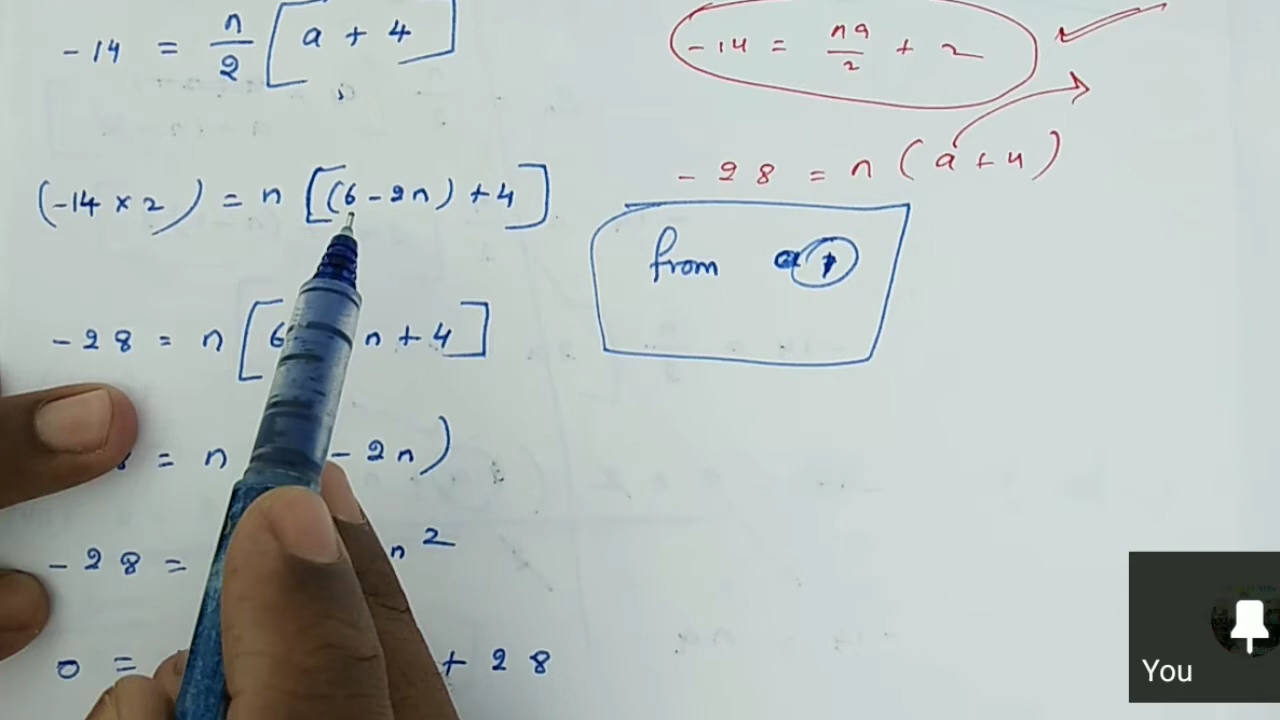 -14 = n/2 [a + 4]
-14 = na/2 + 2
-28 = n (a + 4)
(-14 × 2) = n [(6 - 2n) + 4]
from
-28 = n [6 n + 4]
= n - 2n)
-28 = n²
0 = + 28
You